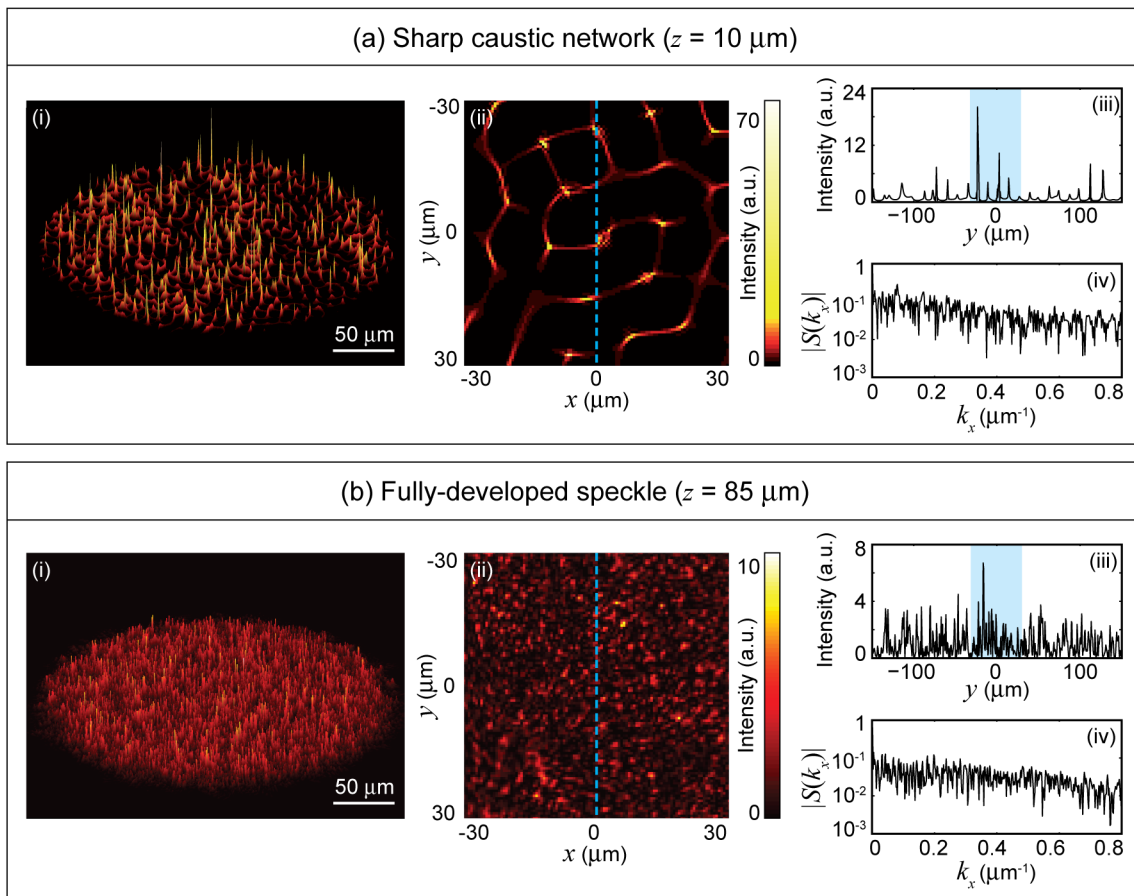 (a) Sharp caustic network (z = 10 μm)
(i)
50 μm
(ii)
-30
0
30
y (μm)
-30
0
30
x (μm)
70
0
Intensity (a.u.)
(iii)
24
12
0
Intensity (a.u.)
−100
0
100
y (μm)
(iv)
1
10-1
10-2
10-3
|S(kx)|
0
0.2
0.4
0.6
0.8
kx (μm-1)
(b) Fully-developed speckle (z = 85 μm)
(i)
50 μm
(ii)
-30
0
30
y (μm)
-30
0
30
x (μm)
10
0
Intensity (a.u.)
(iii)
8
4
0
Intensity (a.u.)
−100
0
100
y (μm)
(iv)
1
10-1
10-2
10-3
|S(kx)|
0
0.2
0.4
0.6
0.8
kx (μm-1)